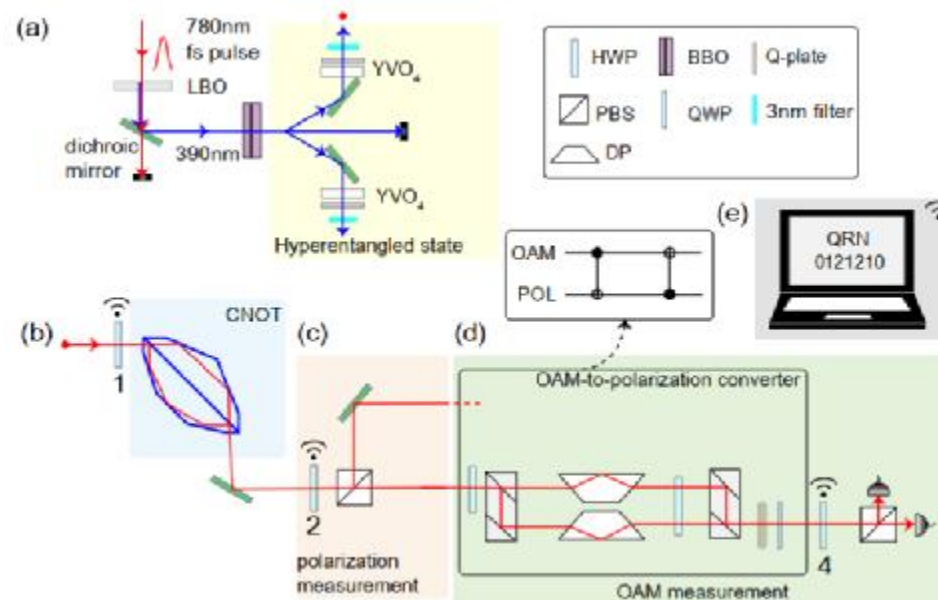 (a)
780nm
fs pulse
LBO
dichroic
mirror
390nm
YVO4
YVO4
Hyperentangled state
HWP
BBO
Q-plate
PBS
QWP
3nm filter
DP
(e)
QRN
0121210
OAM
POL
(b)
1
CNOT
(c)
2
polarization
measurement
(d)
OAM-to-polarization converter
4
OAM measurement